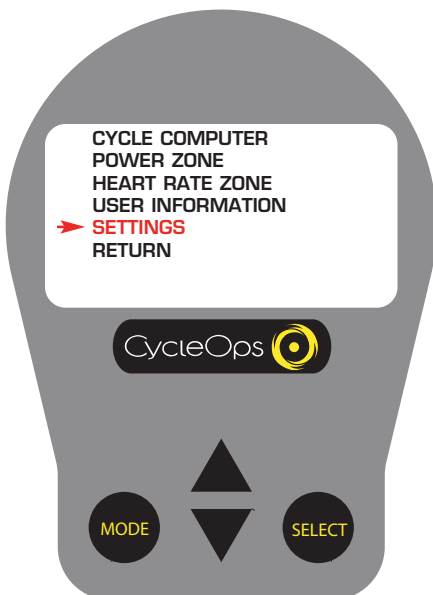 CYCLE COMPUTER
POWER ZONE
HEART RATE ZONE
USER INFORMATION
SETTINGS
RETURN
CycleOps
MODE
SELECT